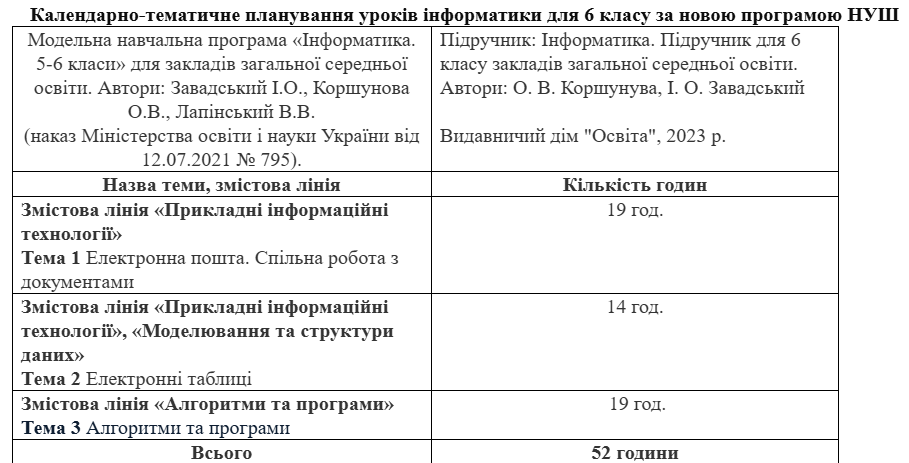 Календарно-тематичне планування уроків інформатики для 6 класу за новою програмою НУШ
Модельна навчальна програма «Інформатика.
5-6 класи» для закладів загальної середньої
освіти. Автори: Завадський І.О., Коршунова
О.В., Лапінський В.В.
(наказ Міністерства освіти і науки України від
12.07.2021 № 795).
Підручник: Інформатика. Підручник для 6
класу закладів загальної середньої освіти.
Автори: О. В. Коршунува, І. О. Завадський
Видавничий дім "Освіта", 2023 р.
Назва теми, змістова лінія
Кількість годин
Змістова лінія «Прикладні інформаційні
технології»
Тема 1 Електронна пошта. Спільна робота з
документами
19 год.
Змістова лінія «Прикладні інформаційні
технології», «Моделювання та структури
даних»
Тема 2 Електронні таблиці
14 год.
Змістова лінія «Алгоритми та програми»
Тема 3 Алгоритми та програми
19 год.
Всього
52 години